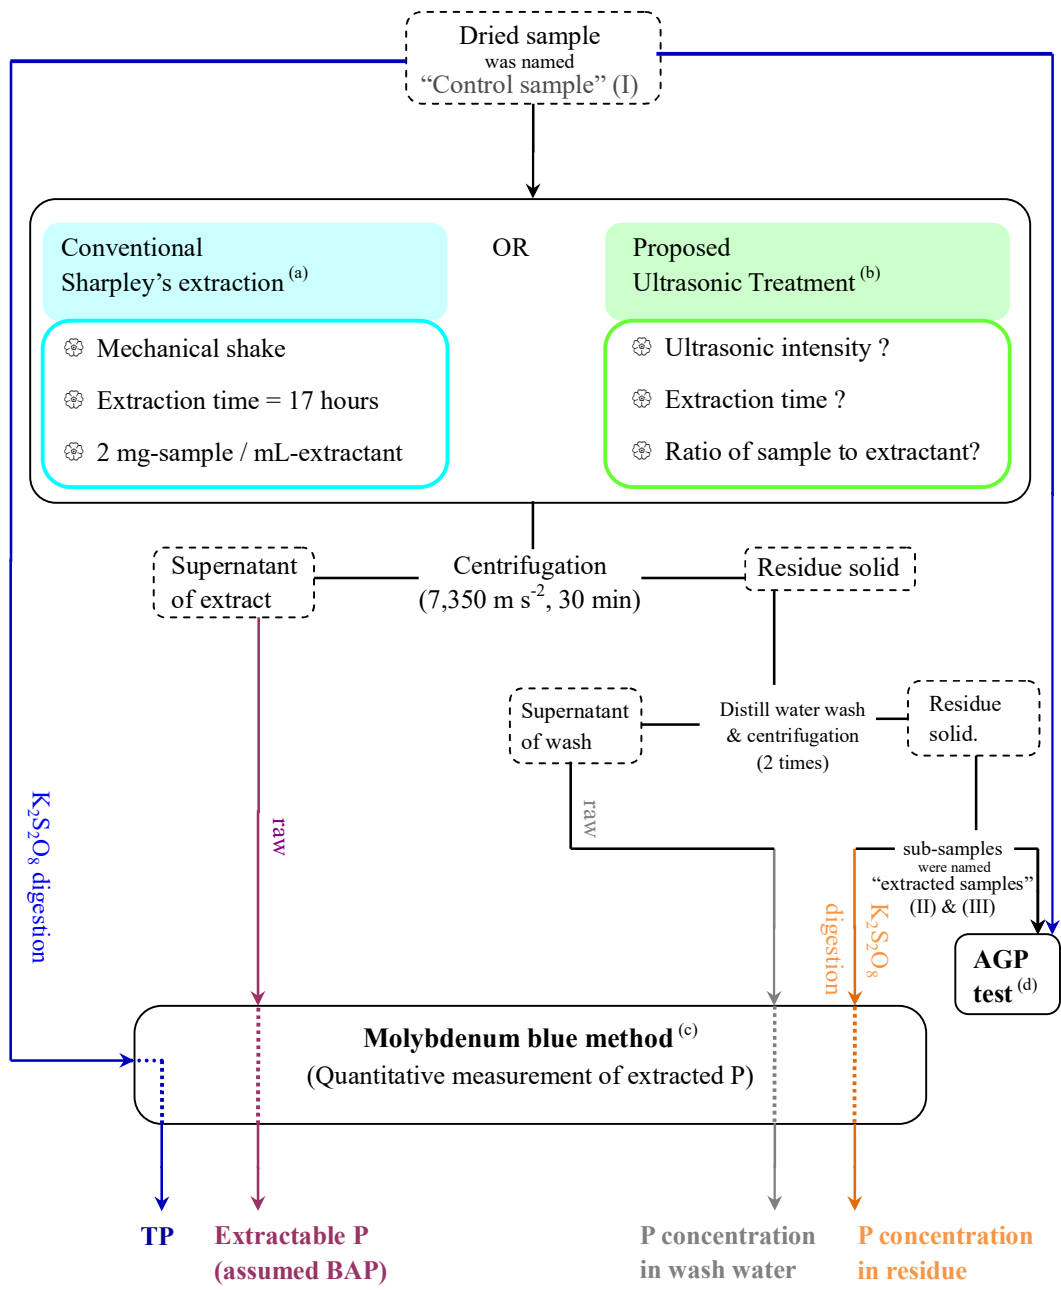 Dried sample
was named
“Control sample” (I)
Conventional
Sharpley’s extraction (a)
OR
Proposed
Ultrasonic Treatment (b)
Mechanical shake
Extraction time = 17 hours
2 mg-sample / mL-extractant
Ultrasonic intensity ?
Extraction time ?
Ratio of sample to extractant?
Supernatant
of extract
Centrifugation
(7,350 m s-2, 30 min)
Residue solid
Supernatant
of wash
Distill water wash
& centrifugation
(2 times)
Residue
solid.
K2S2O8 digestion
raw
raw
sub-samples
were named
“extracted samples”
(II) & (III)
K2S2O8
digestion
AGP
test (d)
Molybdenum blue method (c)
(Quantitative measurement of extracted P)
TP
Extractable P
(assumed BAP)
P concentration
in wash water
P concentration
in residue